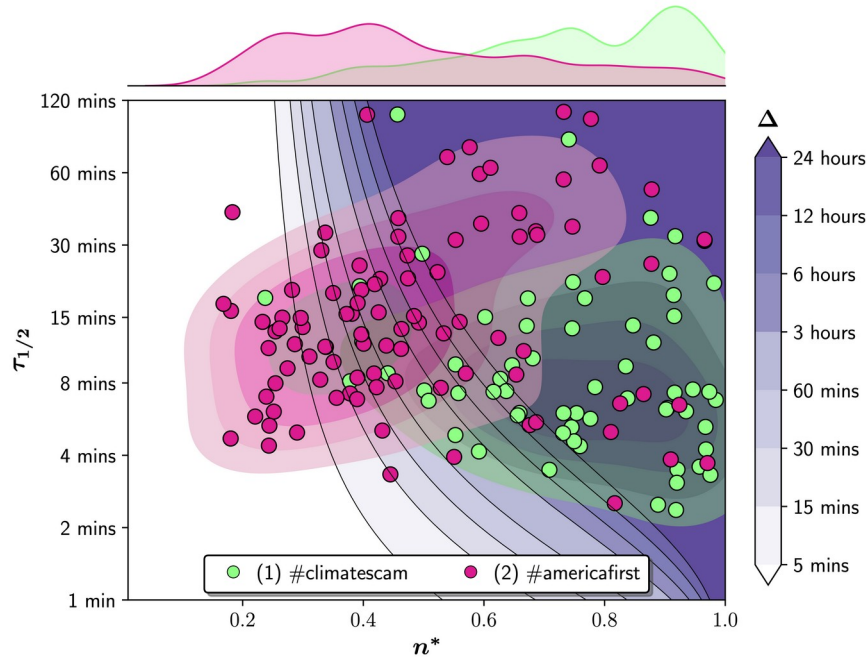 120 mins
60 mins
30 mins
15 mins
8 mins
4 mins
2 mins
1 min
τ1/2
0.2 0.4 0.6 0.8 1.0
n*
(1) #climatescam (2) #americafirst
Δ
24 hours
12 hours
6 hours
3 hours
60 mins
30 mins
15 mins
5 mins